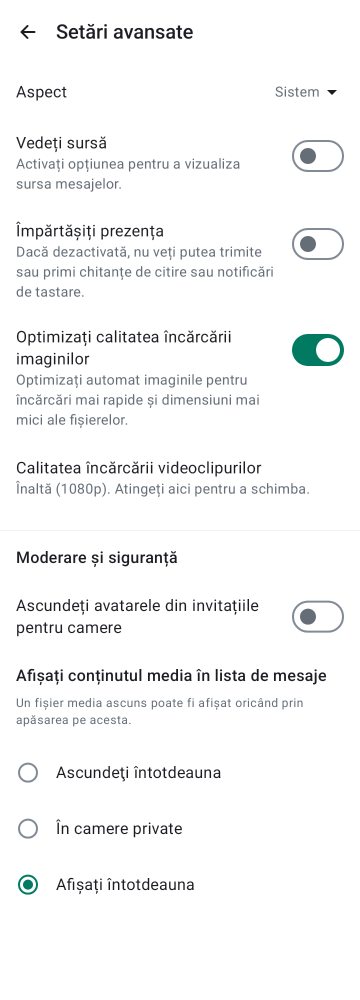 Setări avansate
Aspect
Sistem
Vedeți sursă
Activați opțiunea pentru a vizualiza
sursa mesajelor.
Împărtășiți prezența
Dacă dezactivată, nu veți putea trimite
sau primi chitanțe de citire sau notificări
de tastare.
Optimizați calitatea încărcării
imaginilor
Optimizați automat imaginile pentru
încărcări mai rapide și dimensiuni mai
mici ale fișierelor.
Calitatea încărcării videoclipurilor
Înaltă (1080p). Atingeți aici pentru a schimba.
Moderare și siguranță
Ascundeți avatarele din invitațiile
pentru camere
Afișați conținutul media în lista de mesaje
Un fișier media ascuns poate fi afișat oricând prin
apăsarea pe acesta.
Ascundeţi întotdeauna
În camere private
Afișați întotdeauna